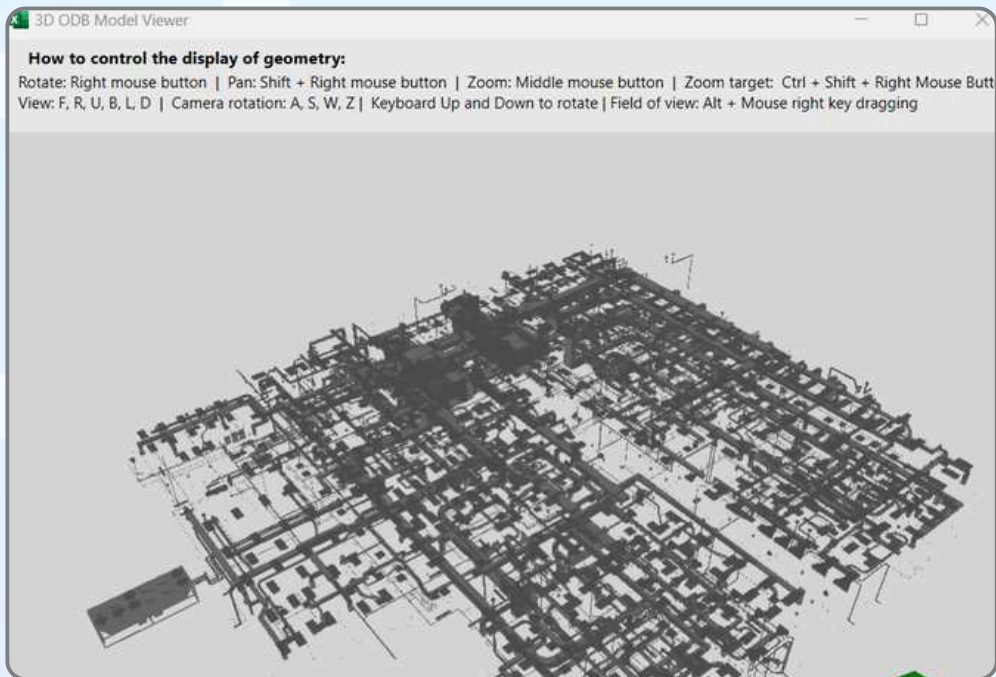 3D ODB Model Viewer
How to control the display of geometry:
Rotate: Right mouse button | Pan: Shift + Right mouse button | Zoom: Middle mouse button | Zoom target: Ctrl + Shift + Right Mouse Butt
View: F, R, U, B, L, D | Camera rotation: A, S, W, Z | Keyboard Up and Down to rotate | Field of view: Alt + Mouse right key dragging